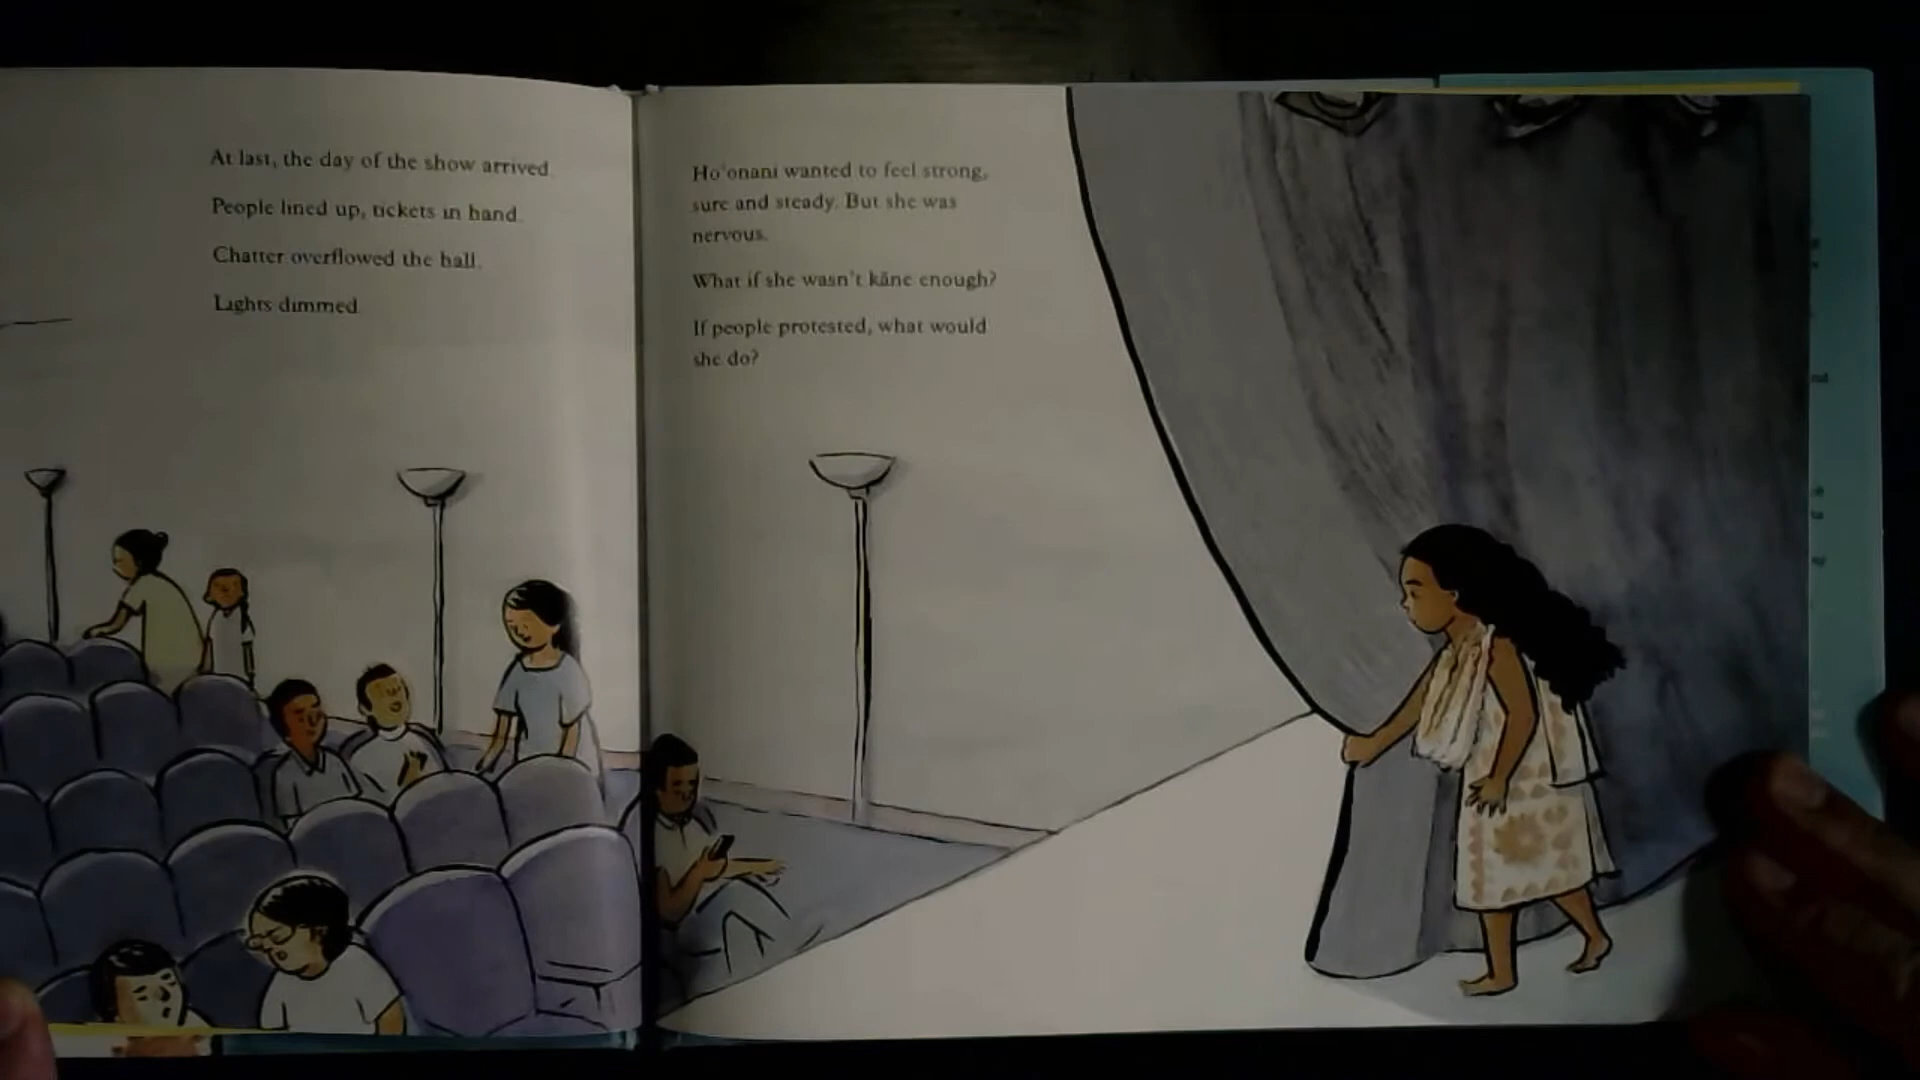 At last, the day of the show arrived.
People lined up, tickets in hand.
Chatter overflowed the hall.
Lights dimmed.
Hoʻonani wanted to feel strong,
sure and steady. But she was
nervous.
What if she wasn't kāne enough?
If people protested, what would
she do?